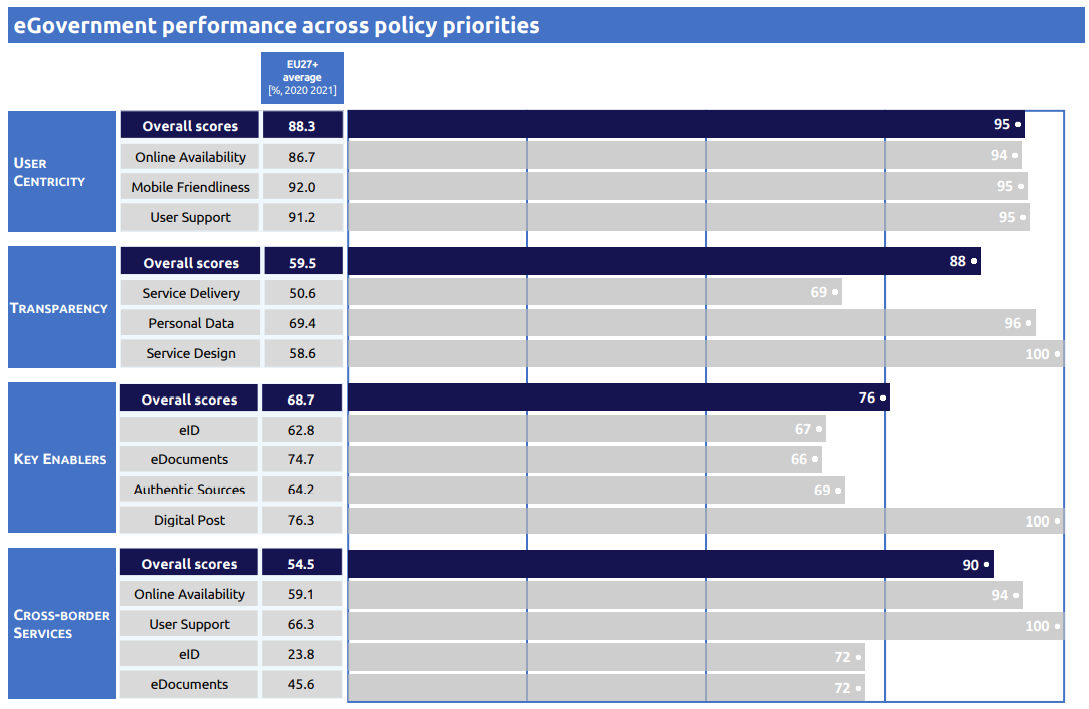 eGovernment performance across policy priorities
EU27+
average
[%, 2020 2021]
USER
CENTRICITY
Overall scores 88.3 95
Online Availability 86.7 94
Mobile Friendliness 92.0 95
User Support 91.2 95
TRANSPARENCY
Overall scores 59.5 88
Service Delivery 50.6 69
Personal Data 69.4 96
Service Design 58.6 100
KEY ENABLERS
Overall scores 68.7 76
eID 62.8 67
eDocuments 74.7 66
Authentic Sources 64.2 69
Digital Post 76.3 100
CROSS-BORDER
SERVICES
Overall scores 54.5 90
Online Availability 59.1 94
User Support 66.3 100
eID 23.8 72
eDocuments 45.6 72